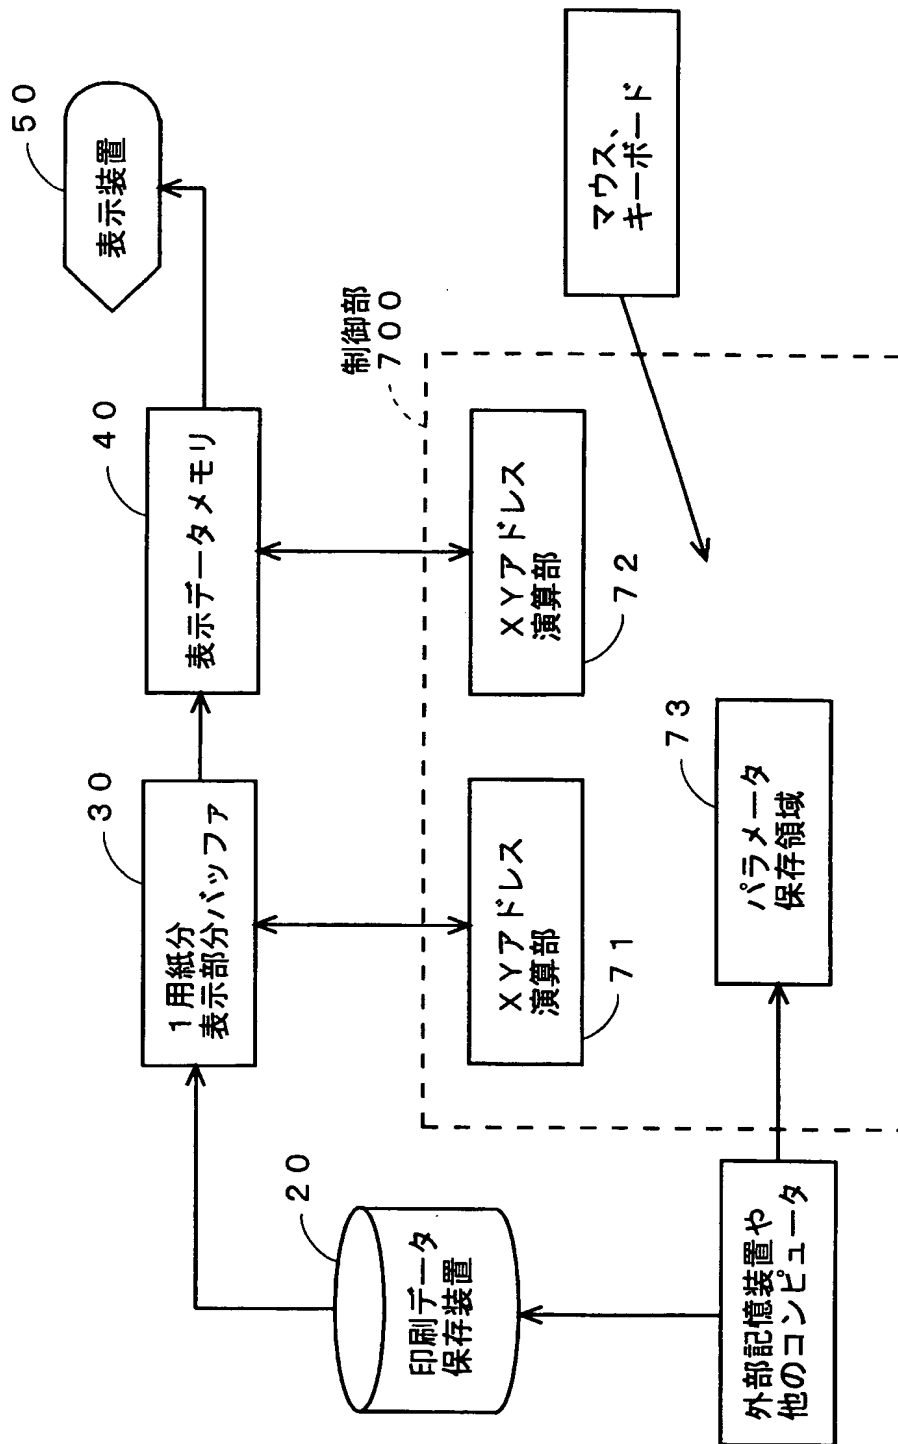 外部記憶装置や
他のコンピュータ
印刷データ
保存装置
２０
１用紙分
表示部分バッファ
３０
表示データメモリ
４０
表示装置
５０
制御部
７００
ＸＹアドレス
演算部
７１
ＸＹアドレス
演算部
７２
パラメータ
保存領域
７３
マウス、
キーボード